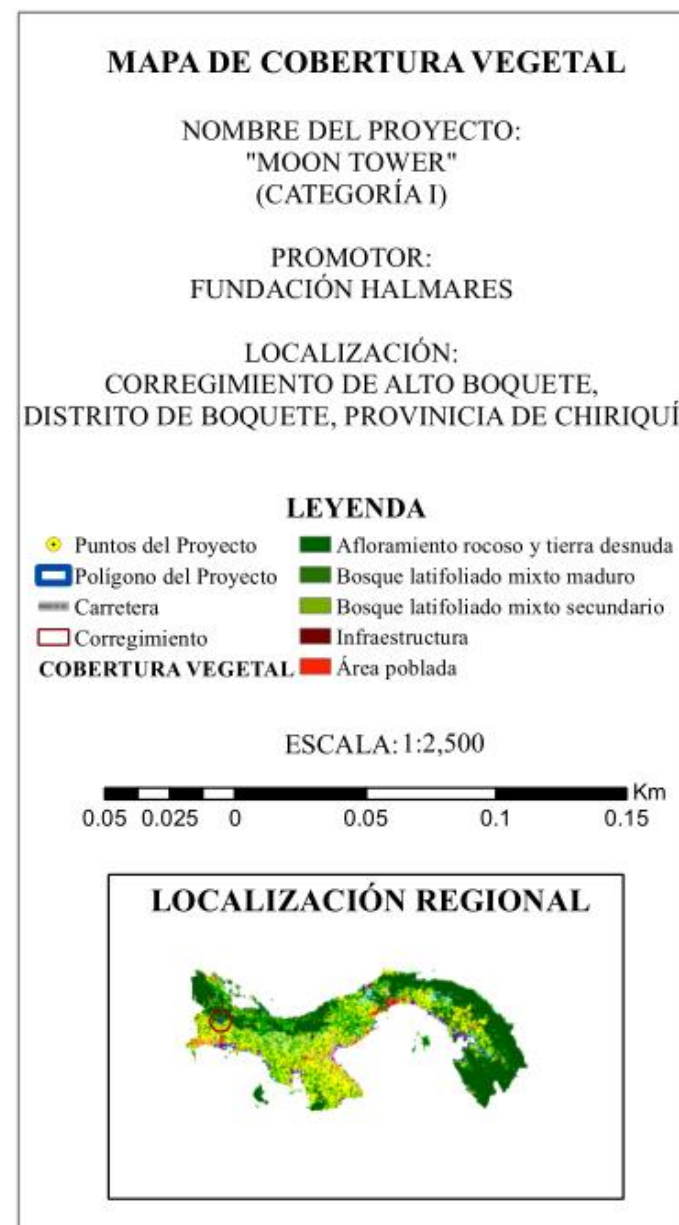 MAPA DE COBERTURA VEGETAL
NOMBRE DEL PROYECTO:
"MOON TOWER"
(CATEGORÍA I)
PROMOTOR:
FUNDACIÓN HALMARES
LOCALIZACIÓN:
CORREGIMIENTO DE ALTO BOQUETE,
DISTRITO DE BOQUETE, PROVINICIA DE CHIRIQUÍ
LEYENDA
Puntos del Proyecto
Polígono del Proyecto
Carretera
Corregimiento
COBERTURA VEGETAL
Afloramiento rocoso y tierra desnuda
Bosque latifoliado mixto maduro
Bosque latifoliado mixto secundario
Infraestructura
Área poblada
ESCALA: 1:2,500
Km
0.05 0.025 0 0.05 0.1 0.15
LOCALIZACIÓN REGIONAL